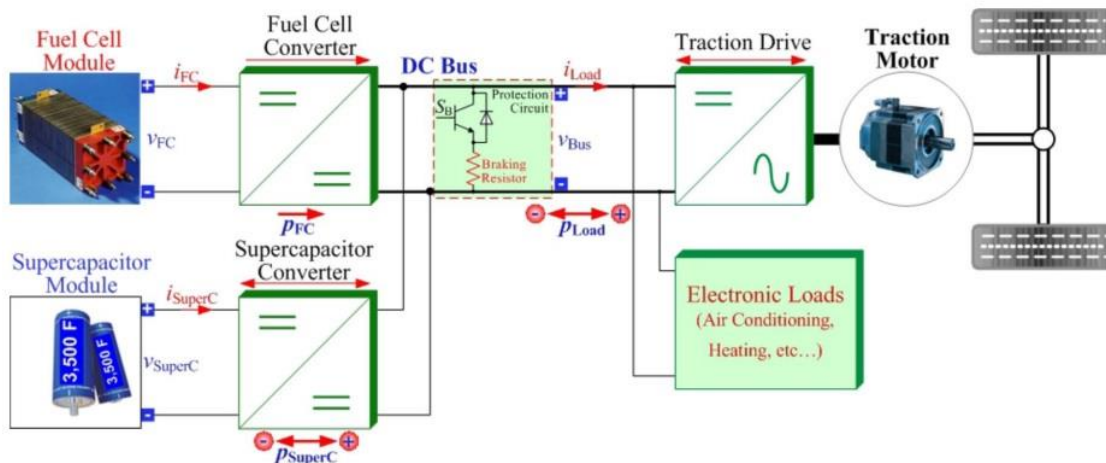 Fuel Cell
Module
+
i_FC
v_FC
-
Fuel Cell
Converter
p_FC
DC Bus
S_B
Protection
Circuit
Braking
Resistor
+
v_Bus
-
i_Load
- +
p_Load
Traction Drive
Traction
Motor
Supercapacitor
Module
3,500 F
3,500 F
+
i_SuperC
v_SuperC
-
Supercapacitor
Converter
- +
p_SuperC
Electronic Loads
(Air Conditioning,
Heating, etc…)